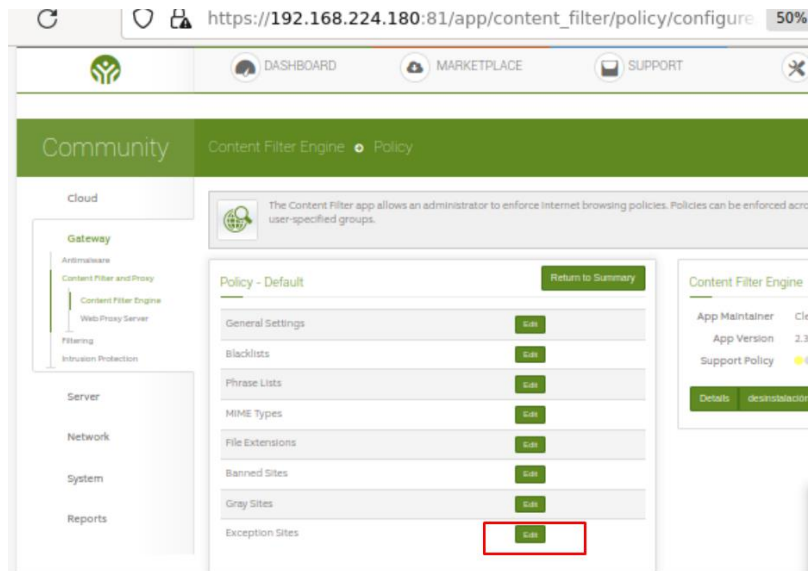 https://192.168.224.180:81/app/content_filter/policy/configure 50%
DASHBOARD MARKETPLACE SUPPORT
Community Content Filter Engine Policy
Cloud
Gateway
Antimalware
Content Filter and Proxy
Content Filter Engine
Web Proxy Server
Filtering
Intrusion Protection
Server
Network
System
Reports
The Content Filter app allows an administrator to enforce Internet browsing policies. Policies can be enforced acro
user-specified groups.
Policy - Default Return to Summary
General Settings Edit
Blacklists Edit
Phrase Lists Edit
MIME Types Edit
File Extensions Edit
Banned Sites Edit
Gray Sites Edit
Exception Sites Edit
Content Filter Engine
App Maintainer Cle
App Version 2.3
Support Policy
Details desinstalación